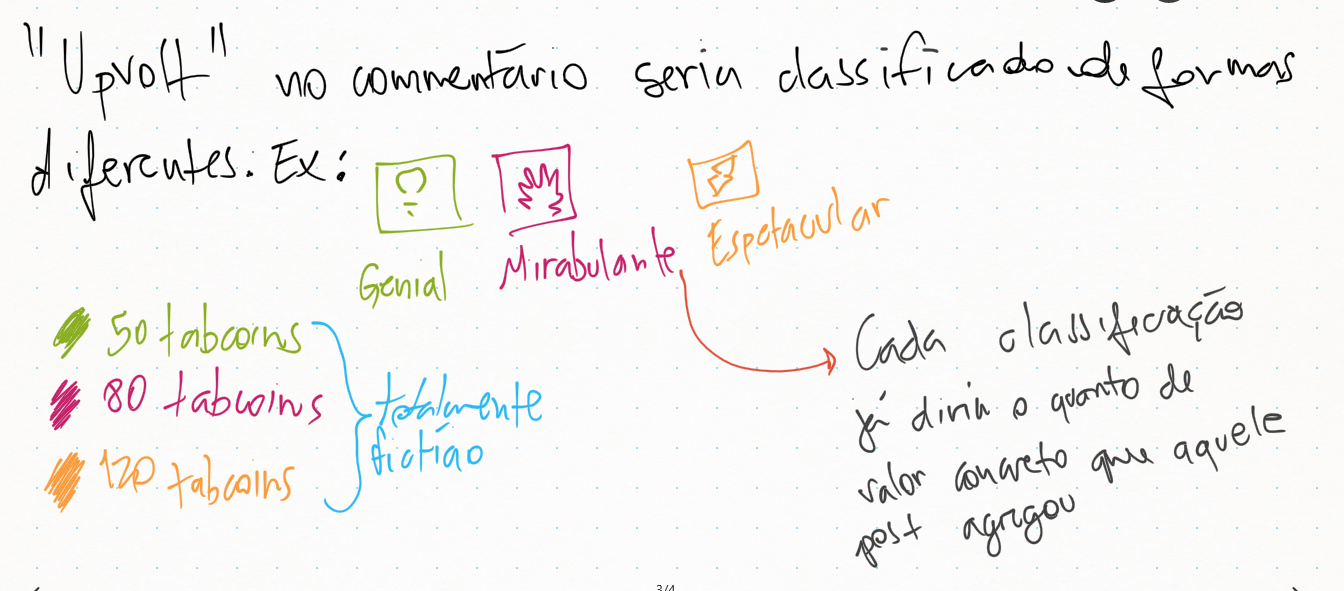 "Upvolt" no commentário seria classificado de formas
diferentes. Ex:
Genial
Mirabulante
Espetacular
50 tabcoins
80 tabcoins
120 tabcoins
totalmente
fictíão
Cada classificação
já diria o quanto de
valor concreto que aquele
post agregou
3/4